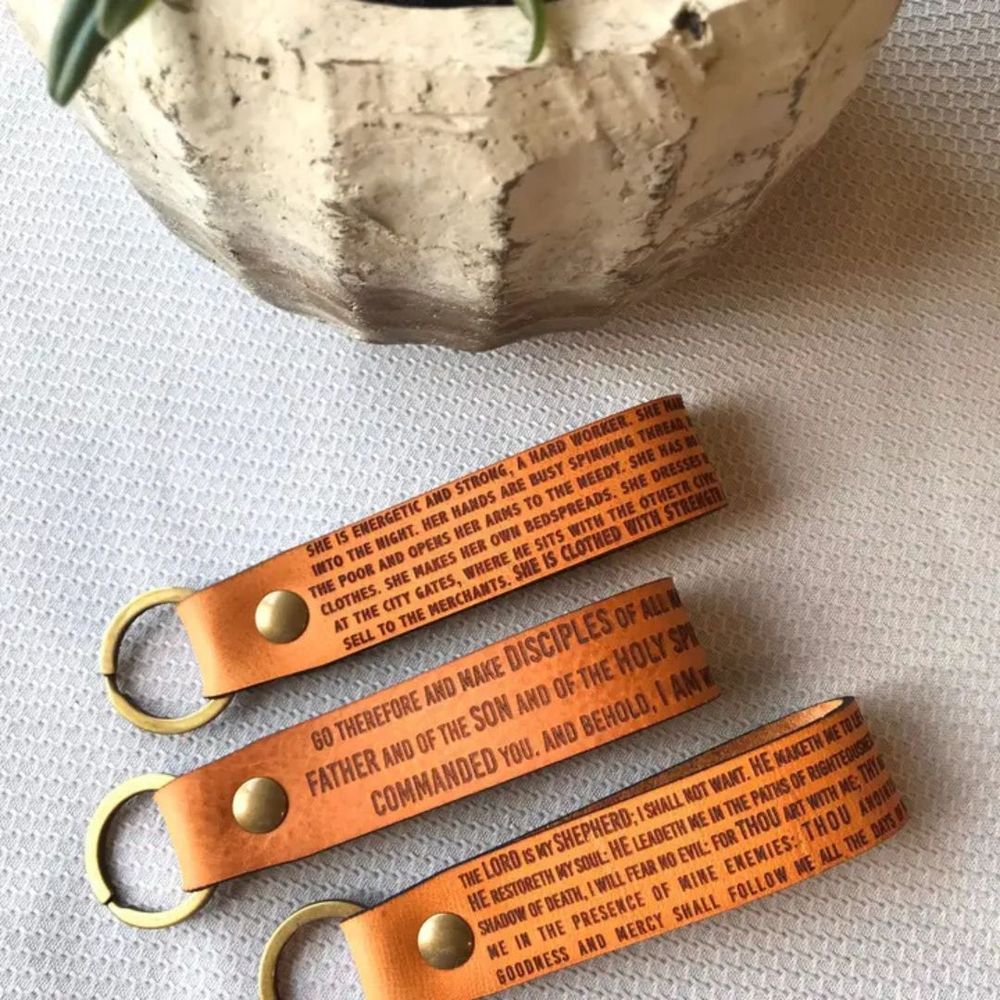 SHE IS ENERGETIC AND STRONG, A HARD WORKER. SHE
INTO THE NIGHT. HER HANDS ARE BUSY SPINNING THREAD,
THE POOR AND OPENS HER ARMS TO THE NEEDY. SHE HAS NO
CLOTHES. SHE MAKES HER OWN BEDSPREADS. SHE DRESSES
AT THE CITY GATES, WHERE HE SITS WITH THE OTHETR CIVIC
SELL TO THE MERCHANTS. SHE IS CLOTHED WITH STRENGTH
GO THEREFORE AND MAKE DISCIPLES OF ALL
FATHER AND OF THE SON AND OF THE HOLY
COMMANDED YOU. AND BEHOLD, I AM
THE LORD IS MY SHEPHERD; I SHALL NOT WANT. HE MAKETH ME TO
HE RESTORETH MY SOUL: HE LEADETH ME IN THE PATHS OF RIGHTEOUSNESS
SHADOW OF DEATH, I WILL FEAR NO EVIL: FOR THOU ART WITH ME; THY
ME IN THE PRESENCE OF MINE ENEMIES: THOU
GOODNESS AND MERCY SHALL FOLLOW ME ALL THE DAYS